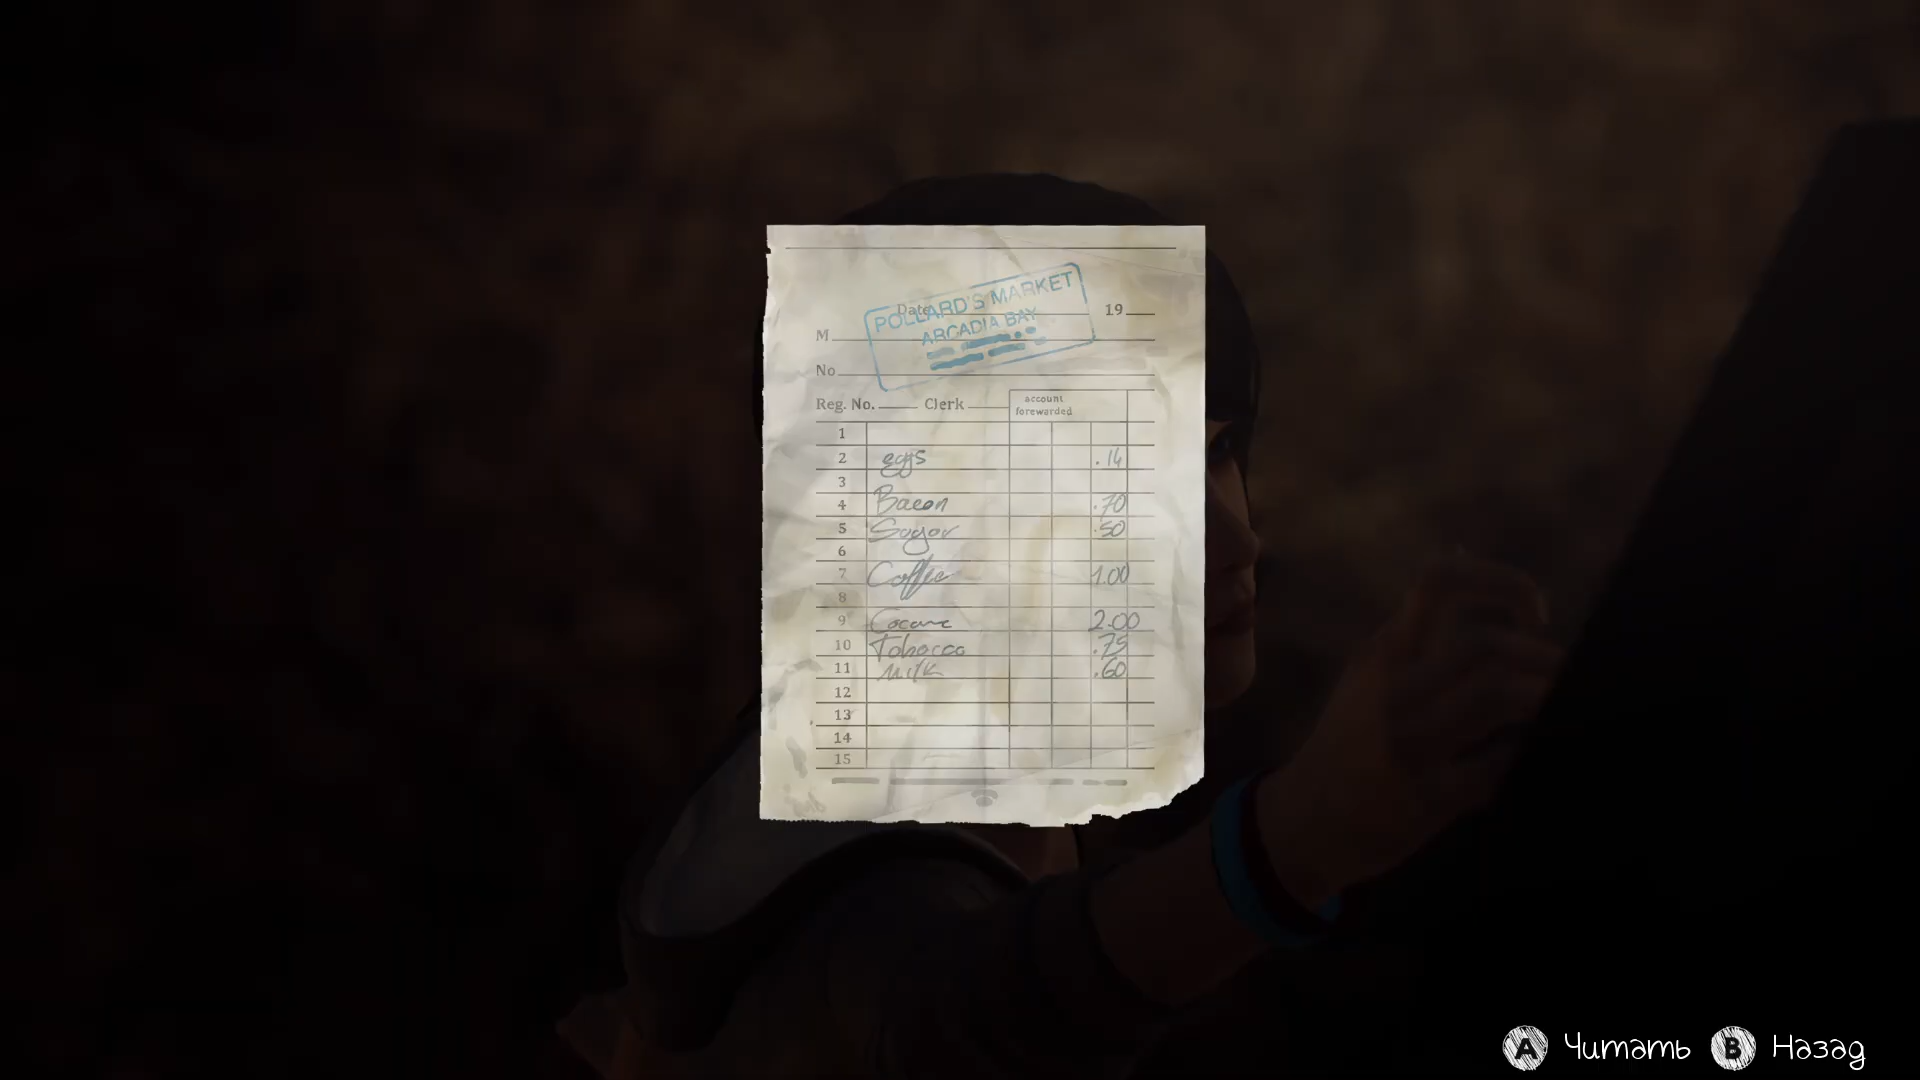 POLLARD'S MARKET
ARCADIA BAY
Date 19
M
No
Reg. No. Clerk account forewarded
1
2 eggs .14
3
4 Bacon .70
5 Sugar .50
6
7 Coffee 1.00
8
9 2.00
10 Tobacco .75
11 Milk .60
12
13
14
15
A Читать B Назад